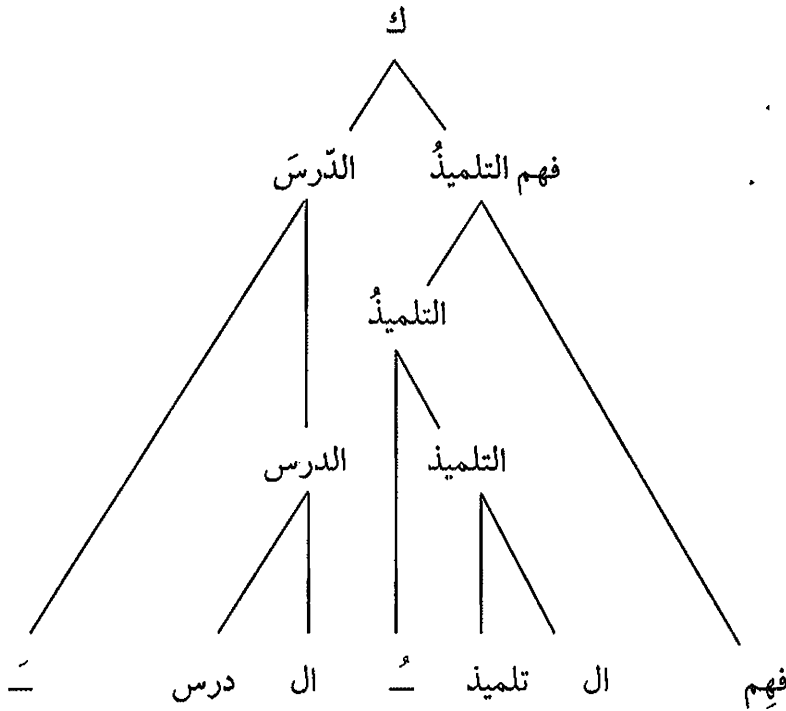 ك
فهم التلميذُ الدّرسَ
التلميذُ
التلميذ الدرس
فهِم ال تلميذ ـُ ال درس ـَ